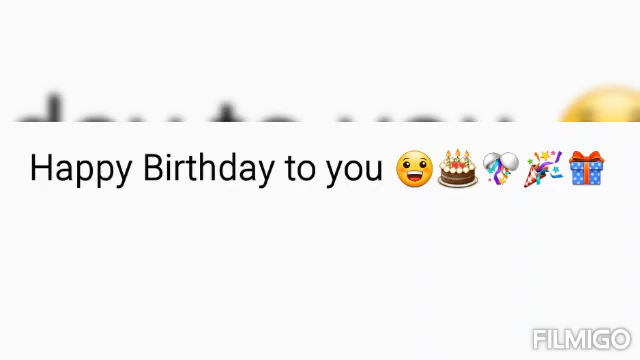 Happy Birthday to you 😀🎂🎊🎉🎁
FILMIGO